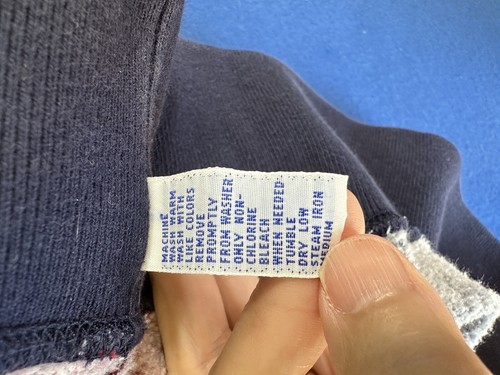 MACHINE
WASH WARM
WASH WITH
LIKE COLORS
REMOVE
PROMPTLY
FROM WASHER
ONLY NON-
CHLORINE
BLEACH
WHEN NEEDED
TUMBLE
DRY LOW
STEAM IRON
MEDIUM